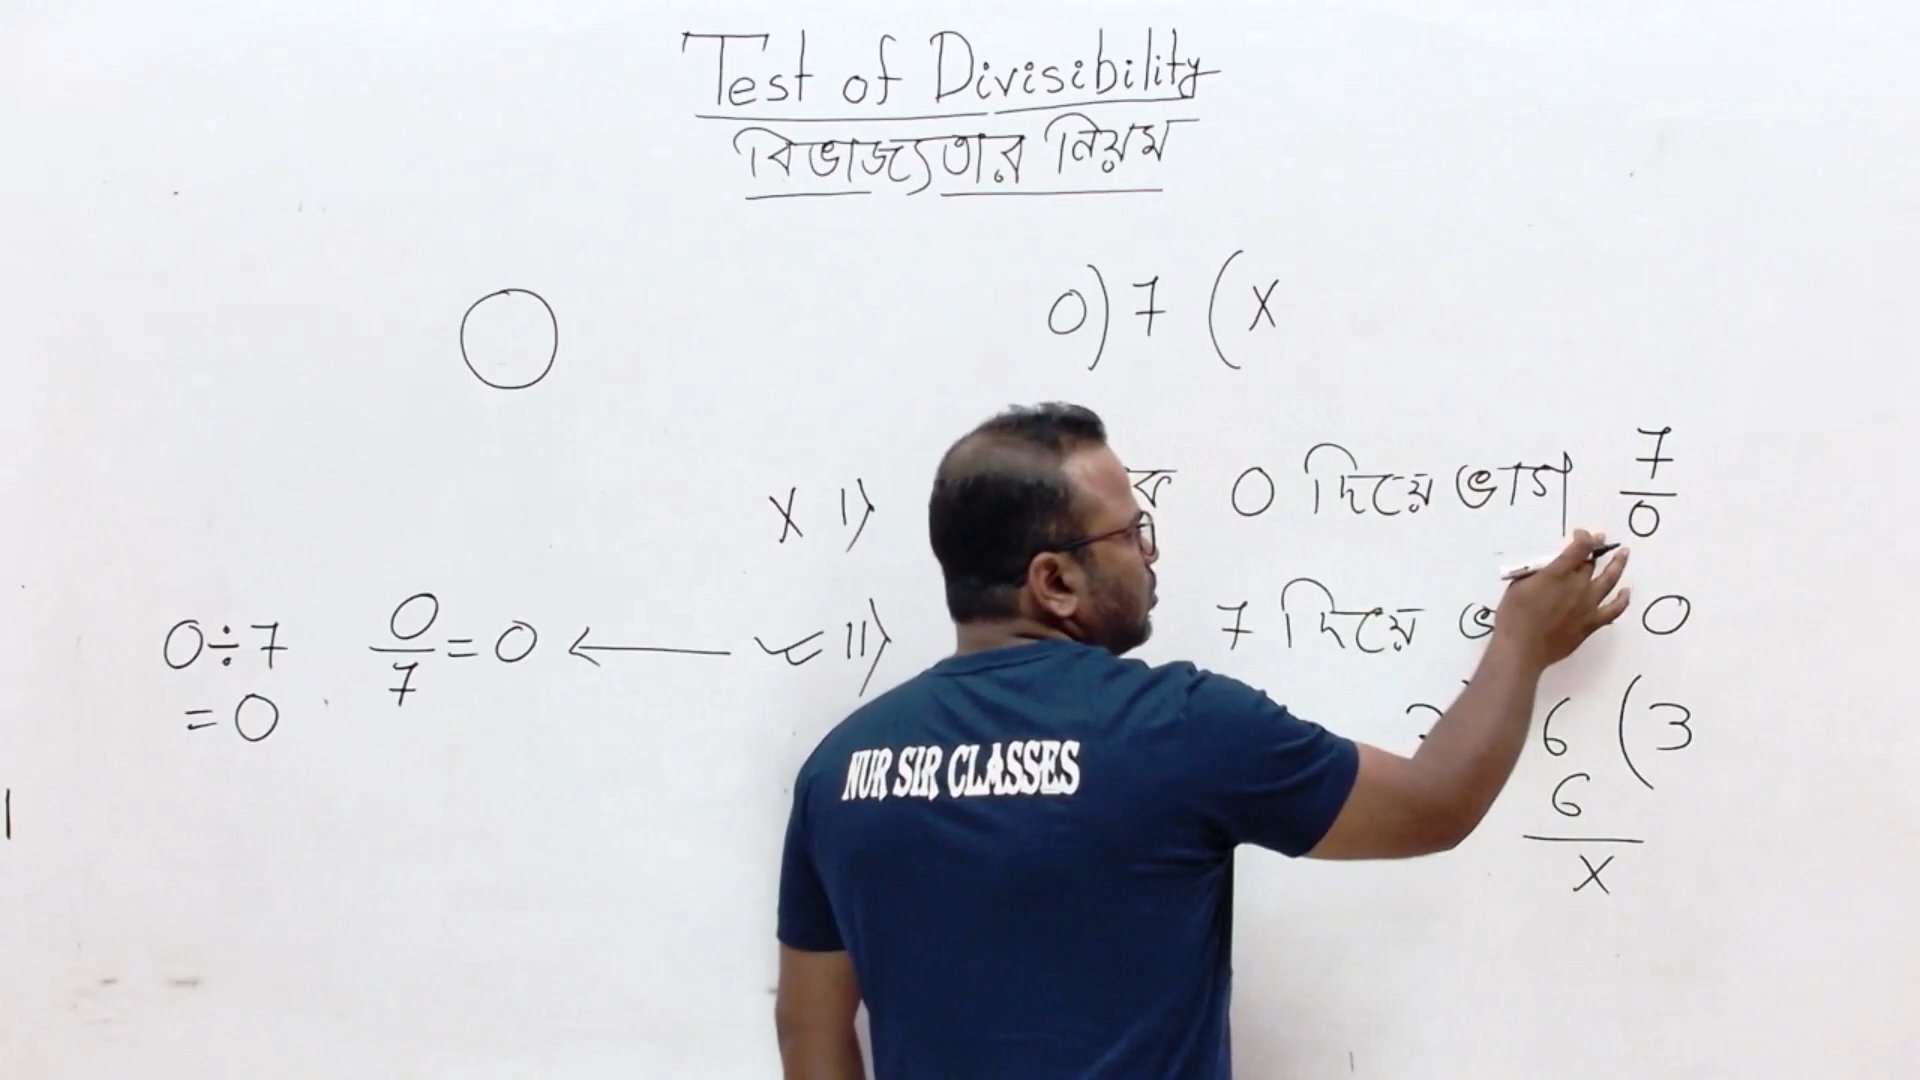 Test of Divisibility
বিভাজ্যতার নিয়ম
0) 7 ( X
X i) ক 0 দিয়ে ভাগ 7/0
0÷7 0/7 = 0 ← ii) 7 দিয়ে 0
= 0
6 ( 3
6
X
NUR SIR CLASSES